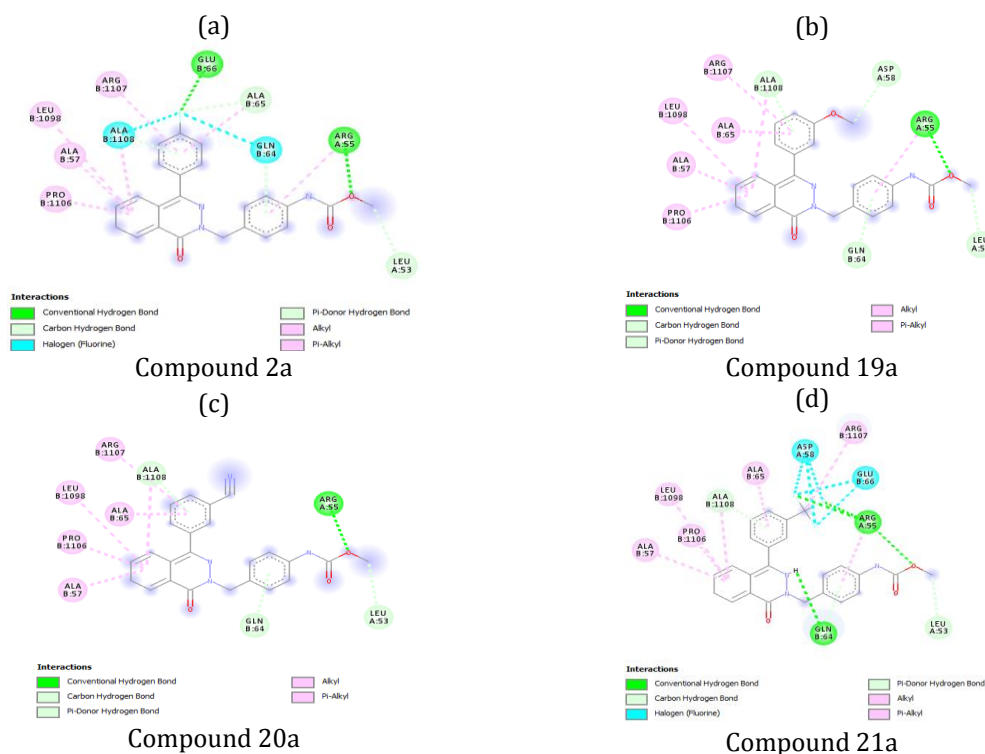 (a)
GLU
B:66
ARG
B:1107
ALA
B:65
LEU
B:1098
ALA
B:1108
GLN
B:64
ARG
A:55
ALA
B:57
PRO
B:1106
N
N
N
O
O
O
LEU
A:53
Interactions
Conventional Hydrogen Bond
Carbon Hydrogen Bond
Halogen (Fluorine)
Pi-Donor Hydrogen Bond
Alkyl
Pi-Alkyl
Compound 2a
(b)
ARG
B:1107
ALA
B:1108
ASP
A:58
LEU
B:1098
ALA
B:65
ARG
A:55
ALA
B:57
PRO
B:1106
O
N
N
N
O
O
O
GLN
B:64
LEU
A:5
Interactions
Conventional Hydrogen Bond
Carbon Hydrogen Bond
Pi-Donor Hydrogen Bond
Alkyl
Pi-Alkyl
Compound 19a
(c)
ARG
B:1107
ALA
B:1108
LEU
B:1098
ALA
B:65
ARG
A:55
PRO
B:1106
ALA
B:57
N
N
N
O
O
O
GLN
B:64
LEU
A:53
Interactions
Conventional Hydrogen Bond
Carbon Hydrogen Bond
Pi-Donor Hydrogen Bond
Alkyl
Pi-Alkyl
Compound 20a
(d)
ASP
A:58
ARG
B:1107
ALA
B:65
GLU
B:66
LEU
B:1098
ALA
B:1108
ARG
A:55
PRO
B:1106
ALA
B:57
H
N
N
N
O
O
O
GLN
B:64
LEU
A:53
Interactions
Conventional Hydrogen Bond
Carbon Hydrogen Bond
Halogen (Fluorine)
Pi-Donor Hydrogen Bond
Alkyl
Pi-Alkyl
Compound 21a